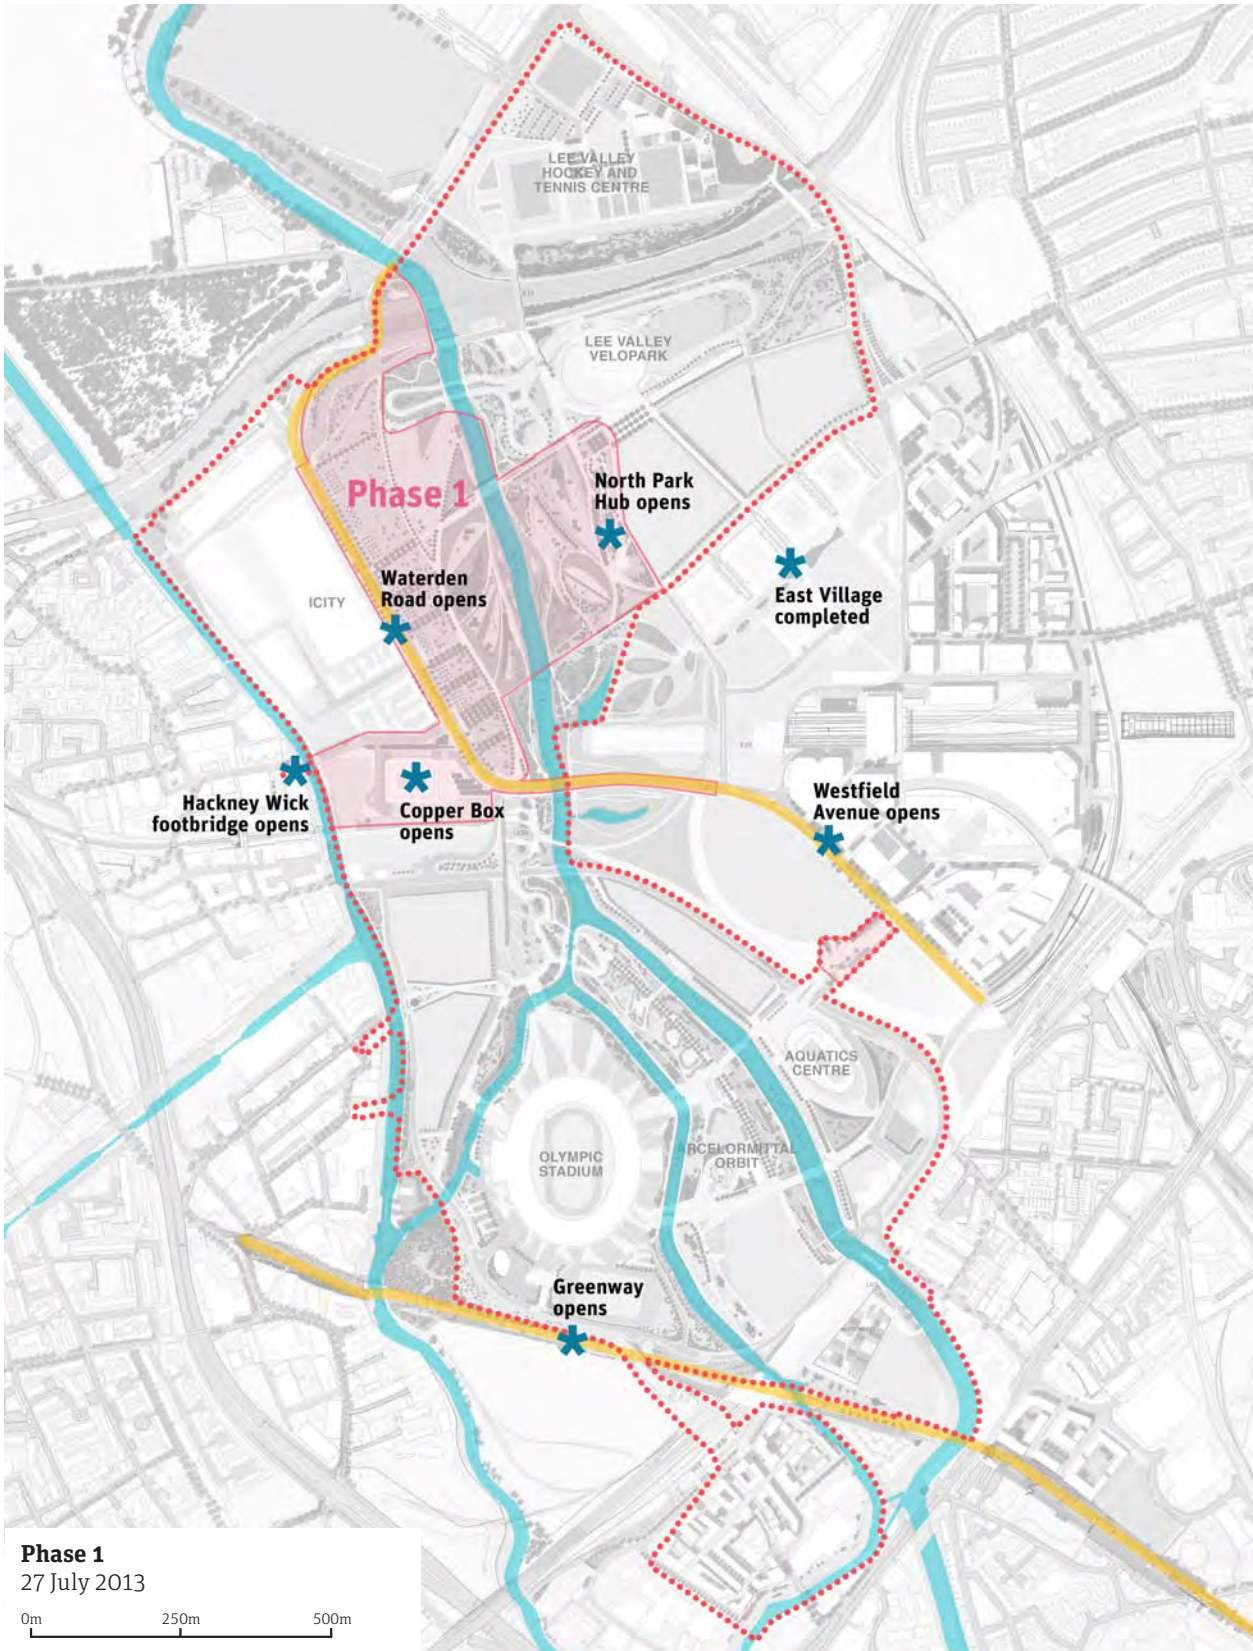 LEE VALLEY
HOCKEY AND
TENNIS CENTRE
LEE VALLEY
VELOPARK
Phase 1
North Park
Hub opens
Waterden
Road opens
ICITY
East Village
completed
Hackney Wick
footbridge opens
Copper Box
opens
Westfield
Avenue opens
AQUATICS
CENTRE
OLYMPIC
STADIUM
ARCELORMITTAL
ORBIT
Greenway
opens
Phase 1
27 July 2013
0m 250m 500m